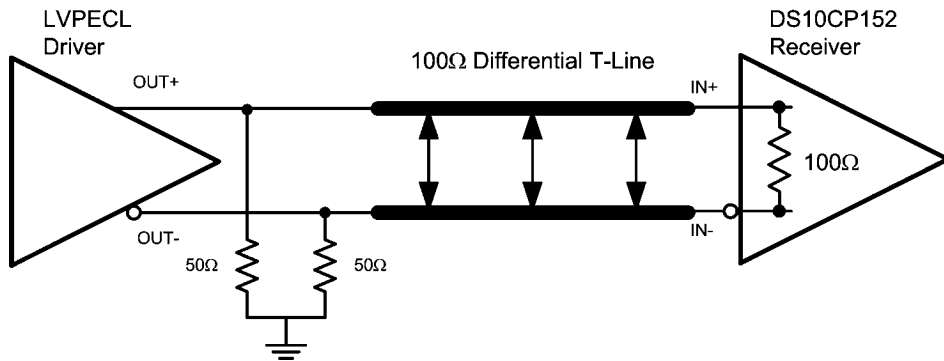 LVPECL
Driver
DS10CP152
Receiver
100Ω Differential T-Line
OUT+
IN+
100Ω
OUT-
IN-
50Ω
50Ω